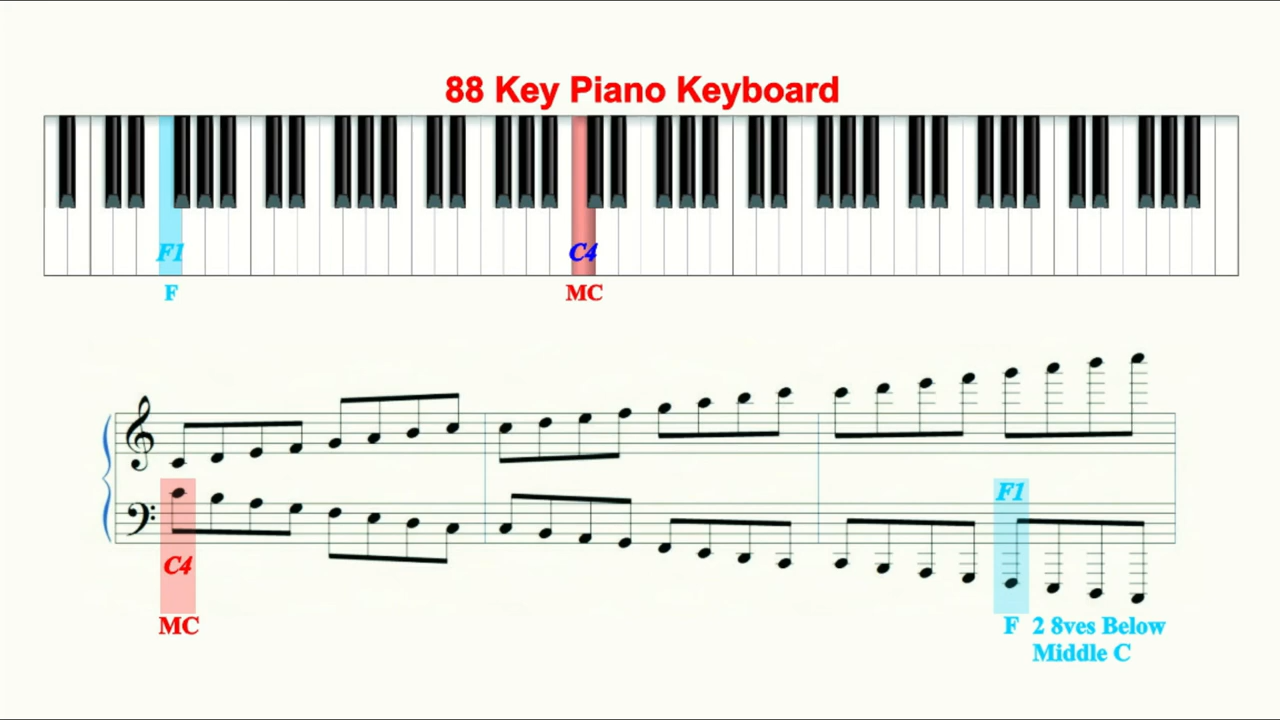 88 Key Piano Keyboard
F1
C4
F
MC
F1
C4
MC
F 2 8ves Below
Middle C